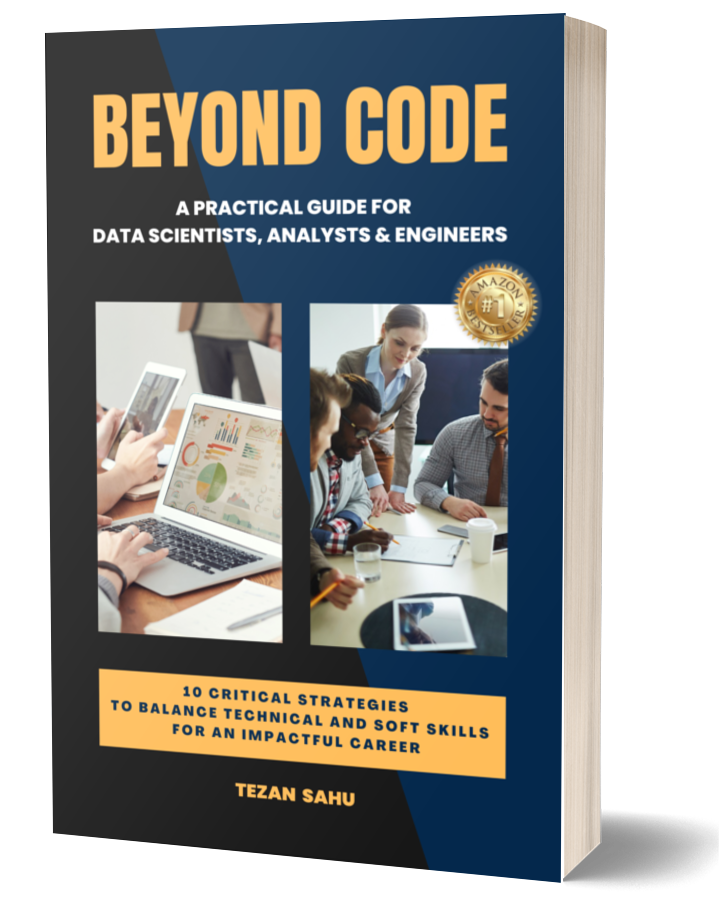 BEYOND CODE
A PRACTICAL GUIDE FOR
DATA SCIENTISTS, ANALYSTS & ENGINEERS
AMAZON
#1
BESTSELLER
10 CRITICAL STRATEGIES
TO BALANCE TECHNICAL AND SOFT SKILLS
FOR AN IMPACTFUL CAREER
TEZAN SAHU